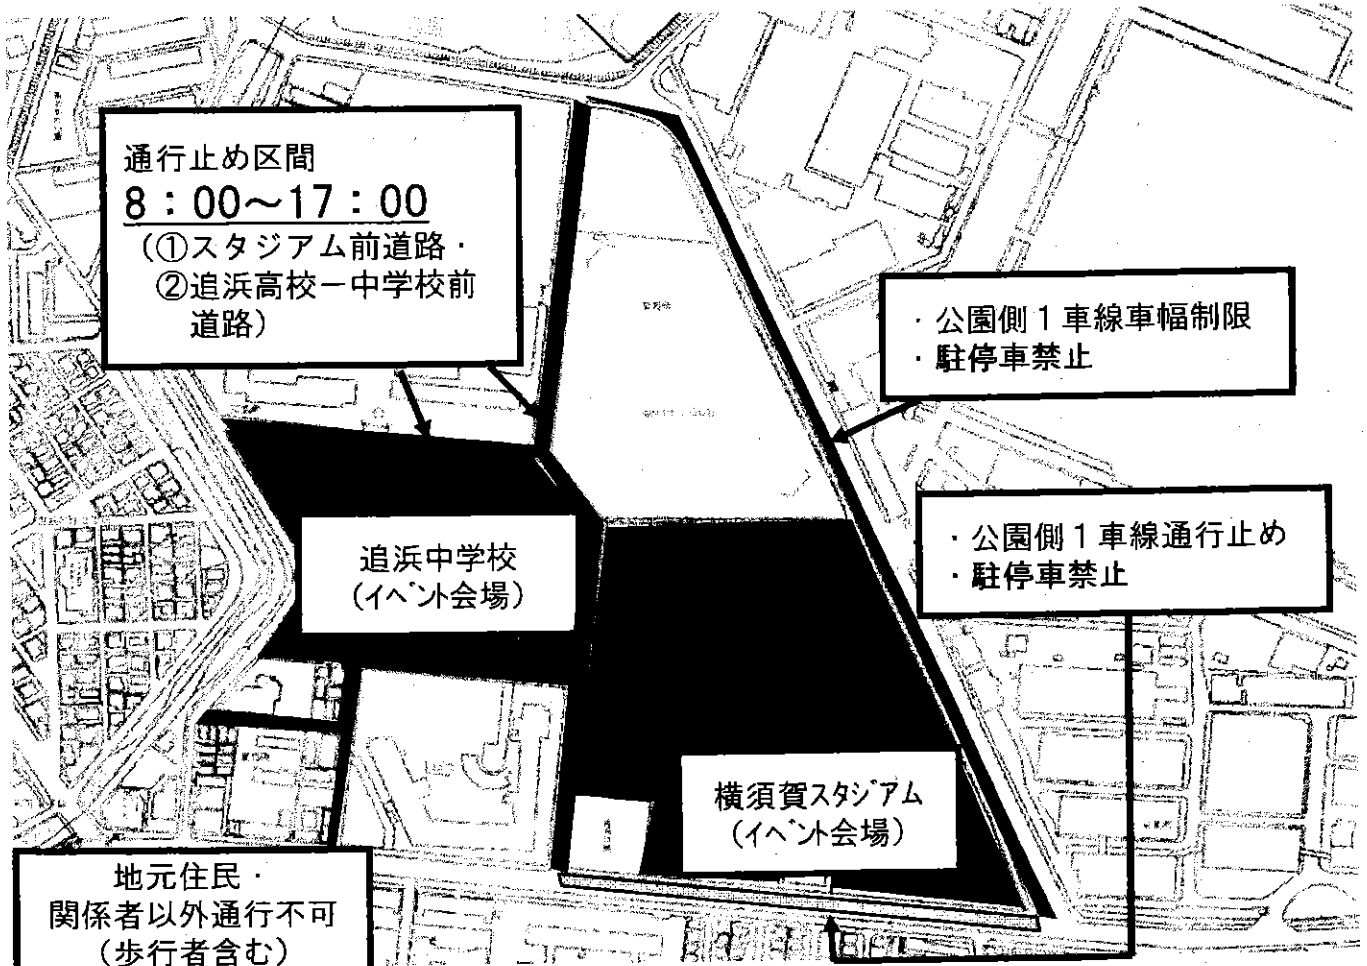 通行止め区間
8：00～17：00
(①スタジアム前道路・
②追浜高校－中学校前
道路)
・公園側1車線車幅制限
・駐停車禁止
・公園側1車線通行止め
・駐停車禁止
追浜中学校
(イベント会場)
横須賀スタジアム
(イベント会場)
地元住民・
関係者以外通行不可
(歩行者含む)